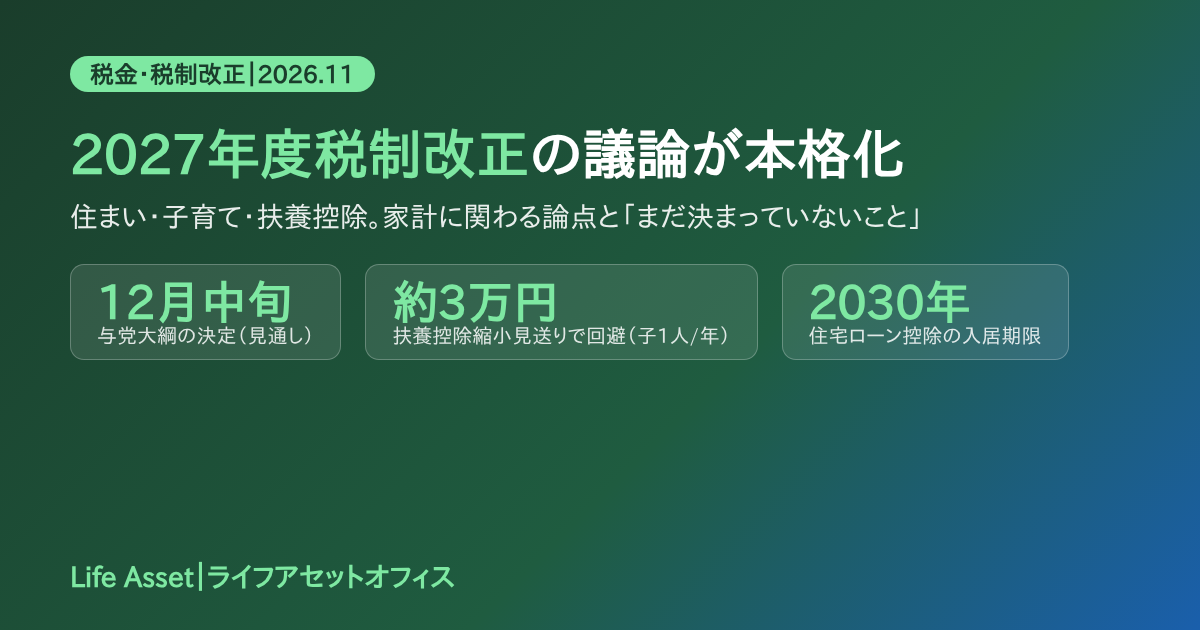 税金・税制改正|2026.11
2027年度税制改正の議論が本格化
住まい・子育て・扶養控除。家計に関わる論点と「まだ決まっていないこと」
12月中旬
与党大綱の決定（見通し）
約3万円
扶養控除縮小見送りで回避（子1人/年）
2030年
住宅ローン控除の入居期限
Life Asset|ライフアセットオフィス